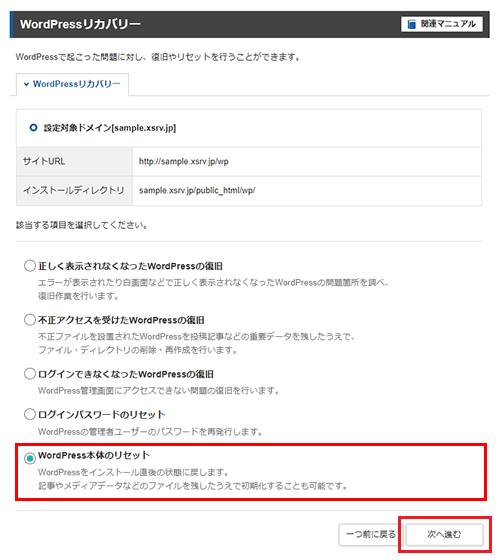 WordPressリカバリー
関連マニュアル
WordPressで起こった問題に対し、復旧やリセットを行うことができます。
WordPressリカバリー
設定対象ドメイン[sample.xsrv.jp]
サイトURL http://sample.xsrv.jp/wp
インストールディレクトリ sample.xsrv.jp/public_html/wp/
該当する項目を選択してください。
正しく表示されなくなったWordPressの復旧
エラーが表示されたり白画面などで正しく表示されなくなったWordPressの問題箇所を調べ、
復旧作業を行います。
不正アクセスを受けたWordPressの復旧
不正ファイルを設置されたWordPressを投稿記事などの重要データを残したうえで、
ファイル・ディレクトリの削除・再作成を行います。
ログインできなくなったWordPressの復旧
WordPress管理画面にアクセスできない問題の復旧を行います。
ログインパスワードのリセット
WordPressの管理者ユーザーのパスワードを再発行します。
WordPress本体のリセット
WordPressをインストール直後の状態に戻します。
記事やメディアデータなどのファイルを残したうえで初期化することも可能です。
一つ前に戻る
次へ進む